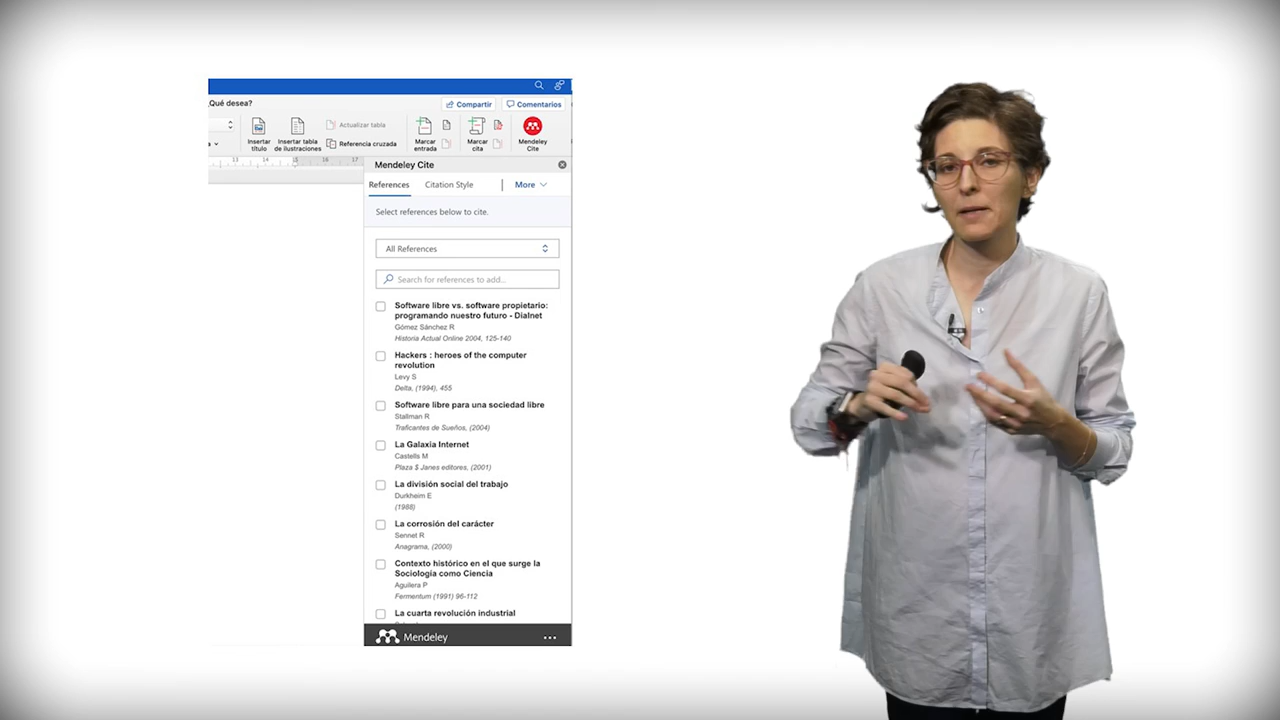 ¿Qué desea?
Compartir
Comentarios
Insertar título
Insertar tabla de ilustraciones
Actualizar tabla
Referencia cruzada
Marcar entrada
Marcar cita
Mendeley Cite
13 14 15 16 17
Mendeley Cite
References Citation Style More
Select references below to cite.
All References
Search for references to add...
Software libre vs. software propietario:
programando nuestro futuro - Dialnet
Gómez Sánchez R
Historia Actual Online 2004, 125-140
Hackers : heroes of the computer
revolution
Levy S
Delta, (1994), 455
Software libre para una sociedad libre
Stallman R
Traficantes de Sueños, (2004)
La Galaxia Internet
Castells M
Plaza $ Janes editores, (2001)
La división social del trabajo
Durkheim E
(1988)
La corrosión del carácter
Sennet R
Anagrama, (2000)
Contexto histórico en el que surge la
Sociología como Ciencia
Aguilera P
Fermentum (1991) 96-112
La cuarta revolución industrial
Mendeley